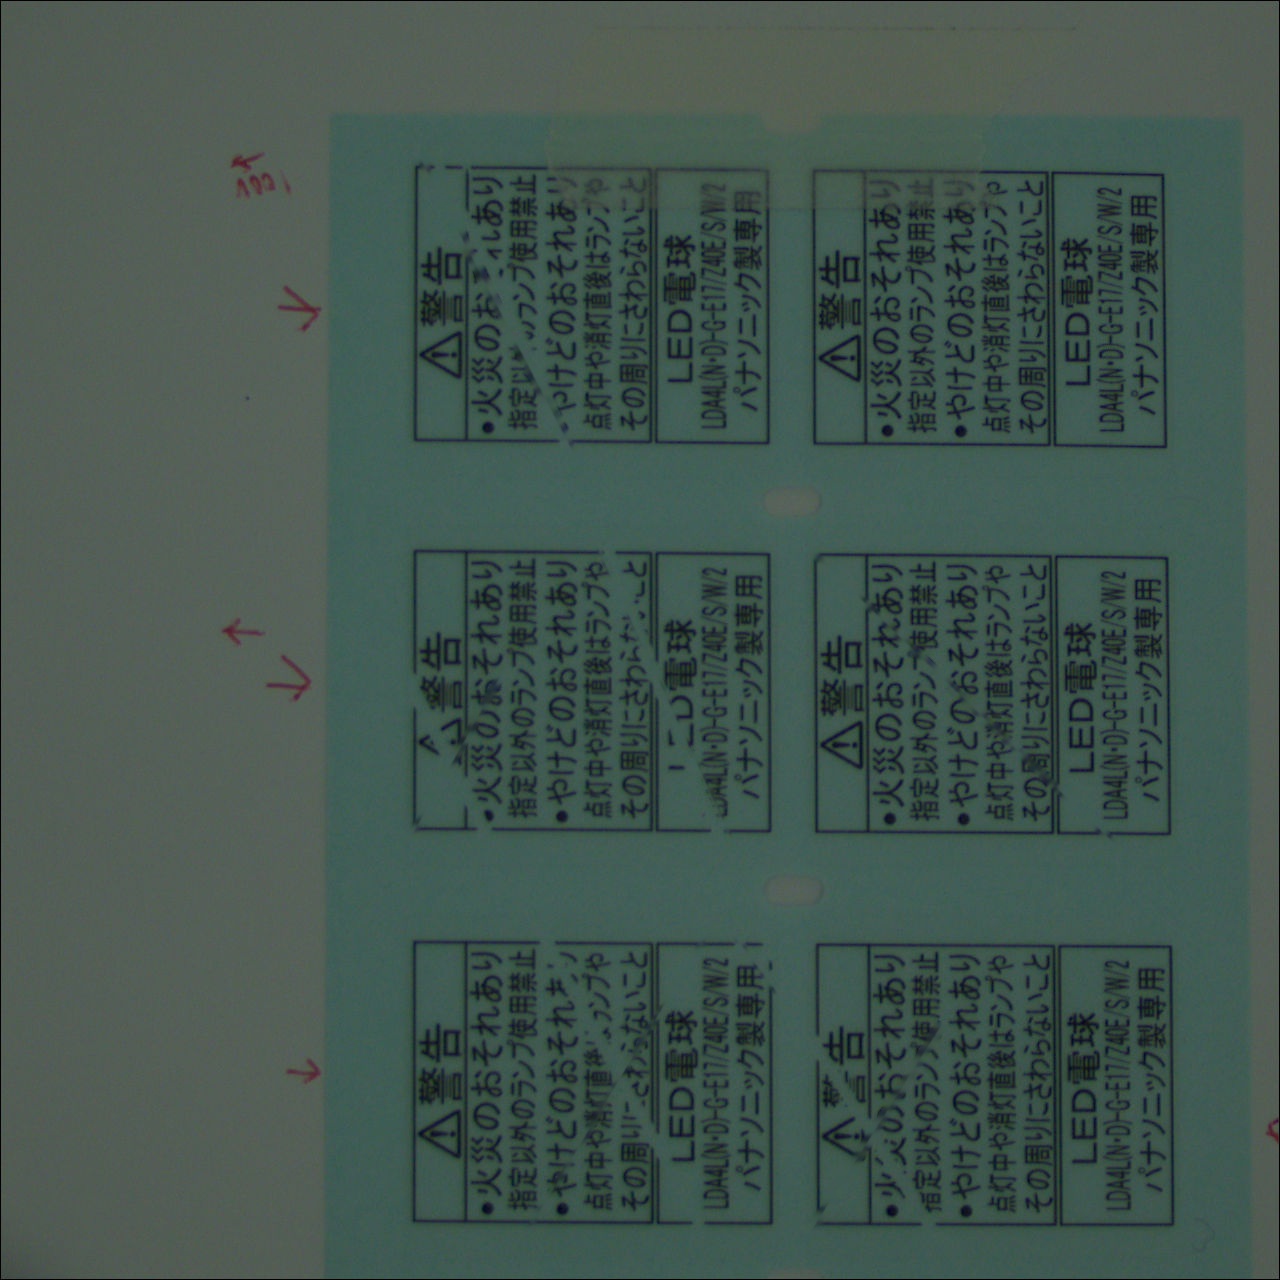 ⚠警告
●火災のおそれあり
指定以外のランプ使用禁止
●やけどのおそれ
点灯中や消灯直 ンプや
その周り さわらないこと
LED電球
LDA4L(N・D)-G-E17/Z40E/S/W/2
パナソニック製専用
警告
●火災のおそれあり
指定以外のランプ使用禁止
●やけどのおそれあり
点灯中や消灯直後はランプや
その周りにさわら こと
電球
LDA4L(N・D)-G-E17/Z40E/S/W/2
パナソニック製専用
⚠警告
●火災のお れあり
指定以 ランプ使用禁止
●やけどのおそれあり
点灯中や消灯直後はランプや
その周りにさわらないこと
LED電球
LDA4L(N・D)-G-E17/Z40E/S/W/2
パナソニック製専用
⚠警告
●火災のおそれあり
指定以外のランプ使用禁止
●やけどのおそれあり
点灯中や消灯直後はランプや
その周りにさわらないこと
LED電球
LDA4L(N・D)-G-E17/Z40E/S/W/2
パナソニック製専用
⚠警告
●火災のおそれあり
指定以外のランプ使用禁止
●やけどのおそれあり
点灯中や消灯直後はランプや
その周りにさわらないこと
LED電球
LDA4L(N・D)-G-E17/Z40E/S/W/2
パナソニック製専用
⚠警告
●火災のおそれあり
指定以外のランプ使用禁止
●やけどのおそれあり
点灯中や消灯直後はランプや
その周りにさわらないこと
LED電球
LDA4L(N・D)-G-E17/Z40E/S/W/2
パナソニック製専用